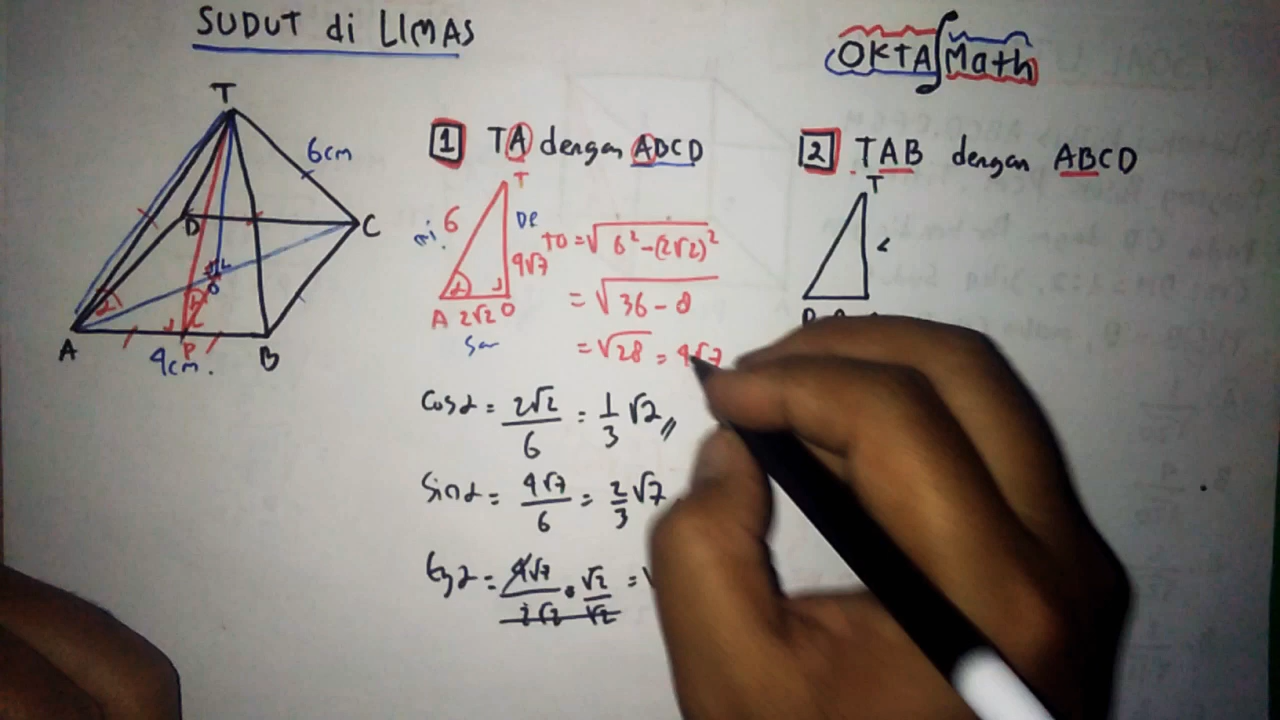 SUDUT di LIMAS
OKTA∫Math
T
6cm
D
C
O
A
P
B
4cm.
1 TA dengan ABCD
T
6
De
mi.
4√7
α
A 2√2 O
Sa
TO = √6² - (2√2)²
= √36 - 8
= √28 = 4√7
Cos α = 2√2/6 = 1/3 √2 //
Sin α = 4√7/6 = 2/3 √7
tg α = 4√7/2√2 . √2/√2 = √
2 TAB dengan ABCD
T